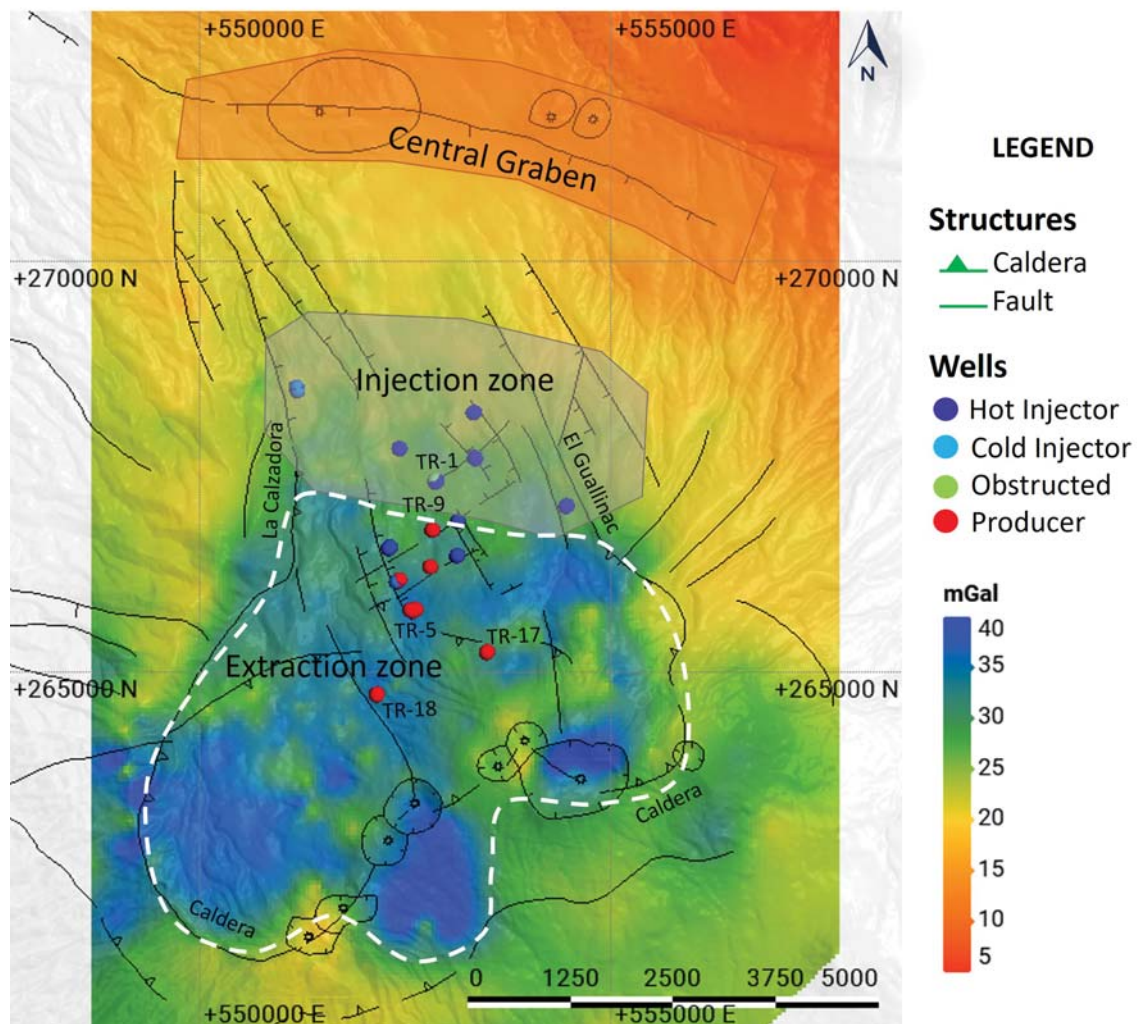 +550000 E
+555000 E
N
Central Graben
+270000 N
+270000 N
Injection zone
TR-1
La Calzadora
El Guallinac
TR-9
TR-5
TR-17
Extraction zone
+265000 N
+265000 N
TR-18
Caldera
Caldera
0 1250 2500 3750 5000
+550000 E
+555000 E
LEGEND
Structures
Caldera
Fault
Wells
Hot Injector
Cold Injector
Obstructed
Producer
mGal
40
35
30
25
20
15
10
5